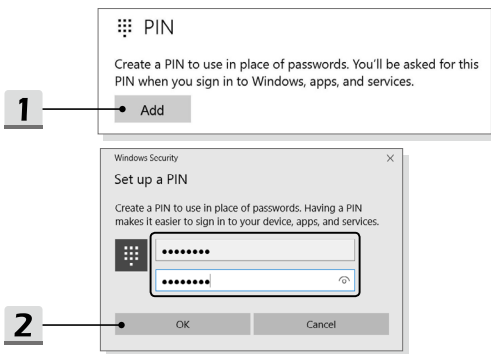 PIN
Create a PIN to use in place of passwords. You'll be asked for this
PIN when you sign in to Windows, apps, and services.
1
Add
Windows Security
Set up a PIN
Create a PIN to use in place of passwords. Having a PIN
makes it easier to sign in to your device, apps, and services.
2
OK Cancel